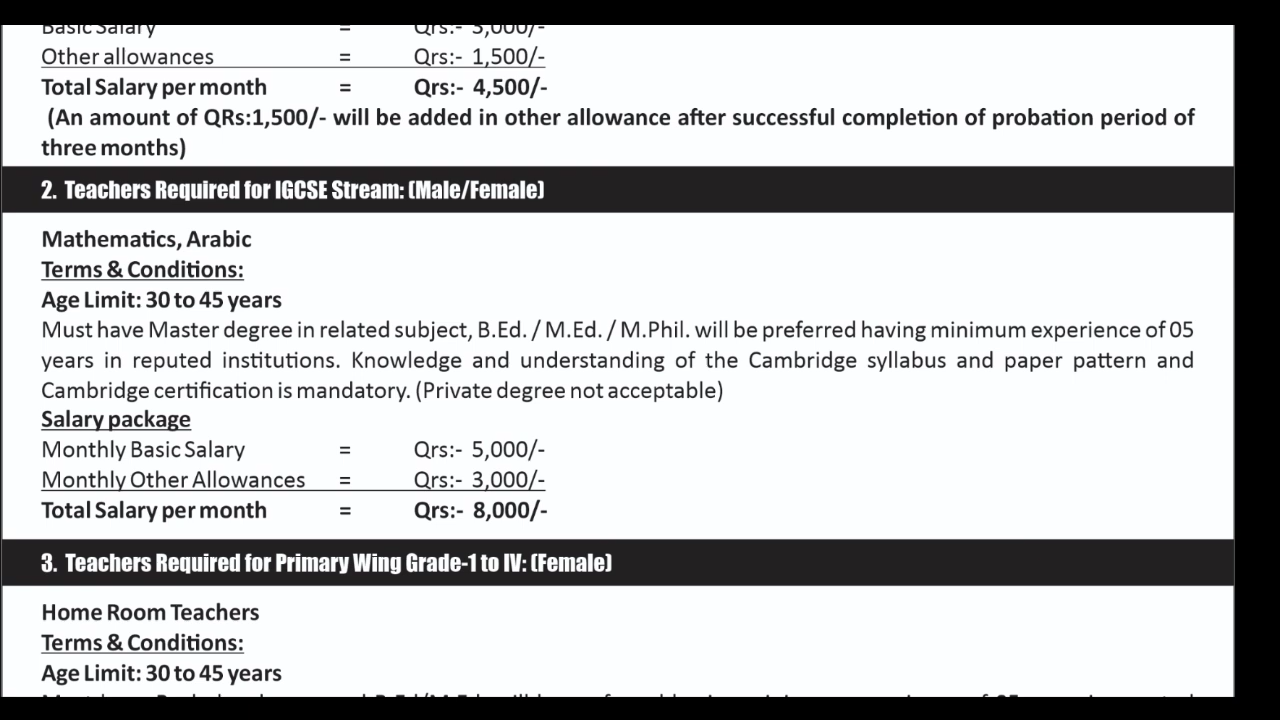 Basic Salary = Qrs:- 3,000/-
Other allowances = Qrs:- 1,500/-
Total Salary per month = Qrs:- 4,500/-
(An amount of QRs:1,500/- will be added in other allowance after successful completion of probation period of
three months)
2. Teachers Required for IGCSE Stream: (Male/Female)
Mathematics, Arabic
Terms & Conditions:
Age Limit: 30 to 45 years
Must have Master degree in related subject, B.Ed. / M.Ed. / M.Phil. will be preferred having minimum experience of 05
years in reputed institutions. Knowledge and understanding of the Cambridge syllabus and paper pattern and
Cambridge certification is mandatory. (Private degree not acceptable)
Salary package
Monthly Basic Salary = Qrs:- 5,000/-
Monthly Other Allowances = Qrs:- 3,000/-
Total Salary per month = Qrs:- 8,000/-
3. Teachers Required for Primary Wing Grade-1 to IV: (Female)
Home Room Teachers
Terms & Conditions:
Age Limit: 30 to 45 years